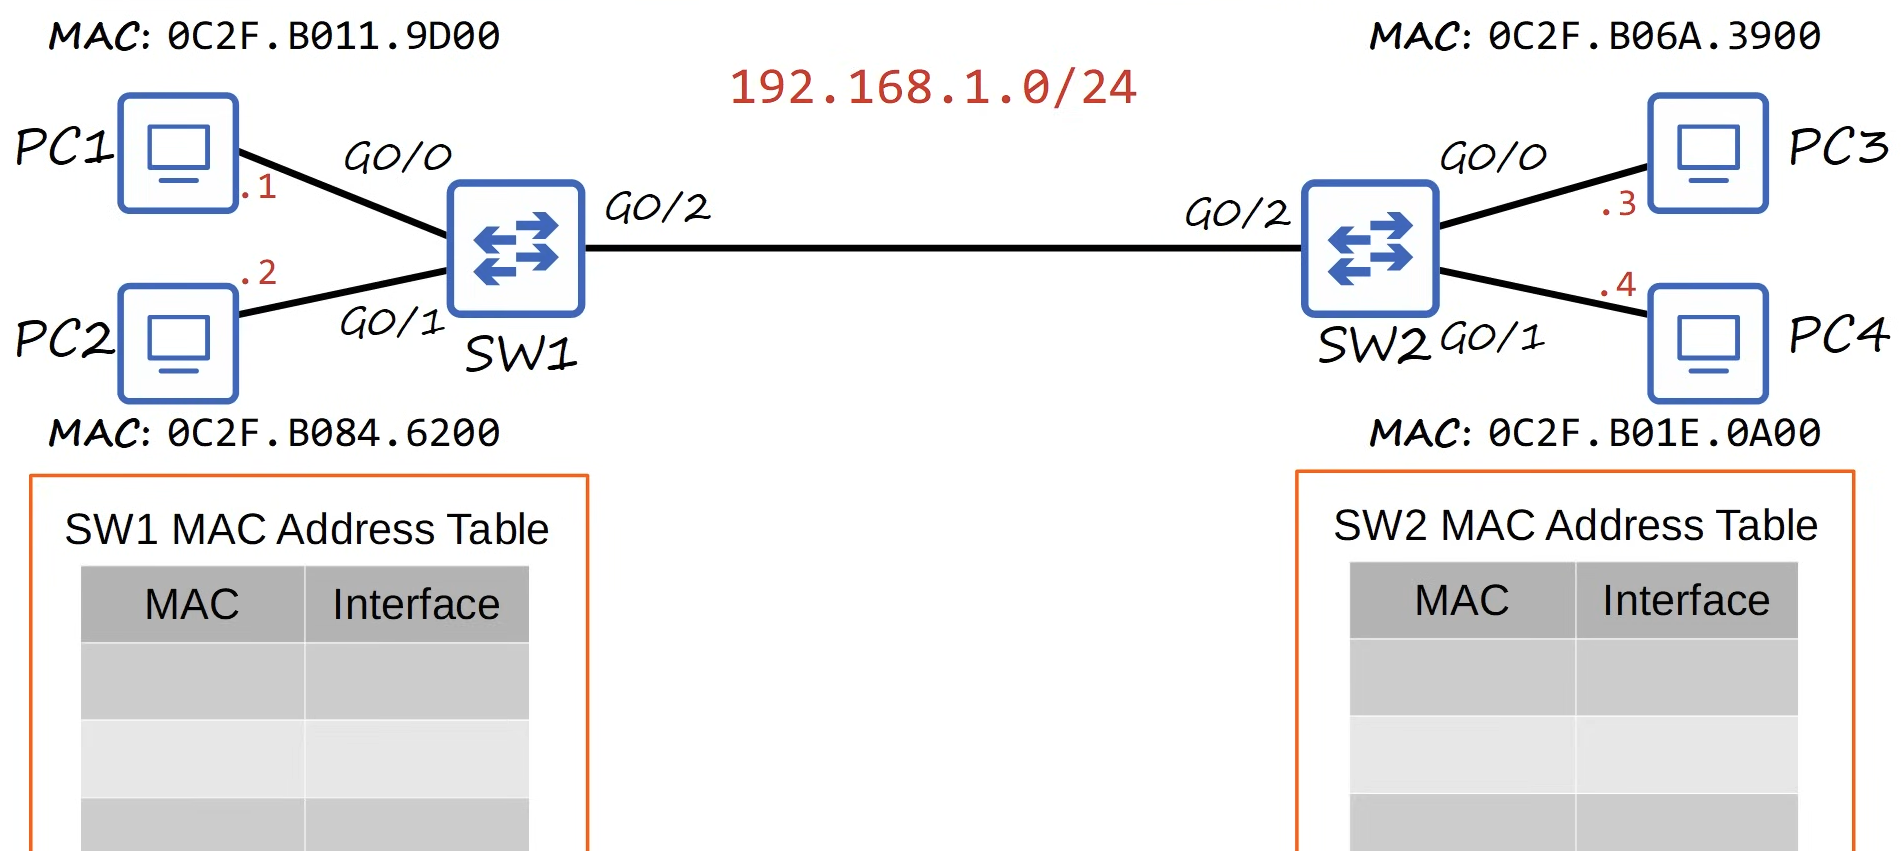 MAC: 0C2F.B011.9D00
MAC: 0C2F.B06A.3900
192.168.1.0/24
PC1
G0/0
.1
G0/2
G0/2
G0/0
PC3
.3
.2
.4
PC2
G0/1
SW1
SW2
G0/1
PC4
MAC: 0C2F.B084.6200
MAC: 0C2F.B01E.0A00
SW1 MAC Address Table
MAC Interface
SW2 MAC Address Table
MAC Interface